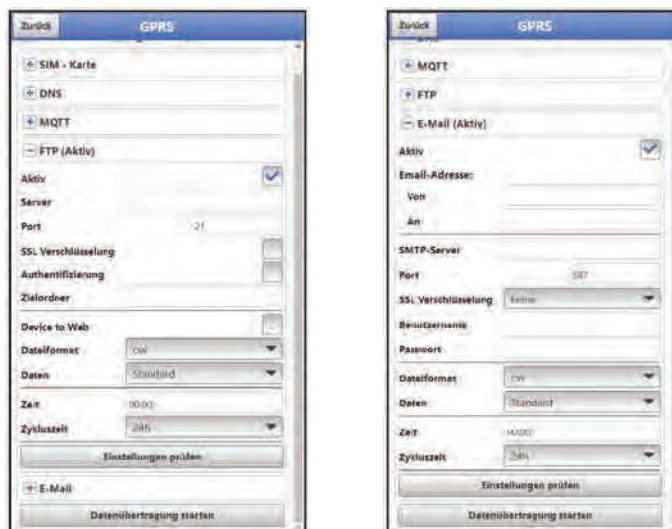 Zurück GPRS
SIM - Karte
DNS
MQTT
FTP (Aktiv)
Aktiv
Server
Port 21
SSL Verschlüsselung
Authentifizierung
Zielordner
Device to Web
Dateiformat csv
Daten Standard
Zeit 00:00
Zykluszeit 24h
Einstellungen prüfen
E-Mail
Datenübertragung starten
Zurück GPRS
MQTT
FTP
E-Mail (Aktiv)
Aktiv
Email-Adresse:
Von
An
SMTP-Server
Port 587
SSL Verschlüsselung keine
Benutzername
Passwort
Dateiformat csv
Daten Standard
Zeit 00:00
Zykluszeit 24h
Einstellungen prüfen
Datenübertragung starten